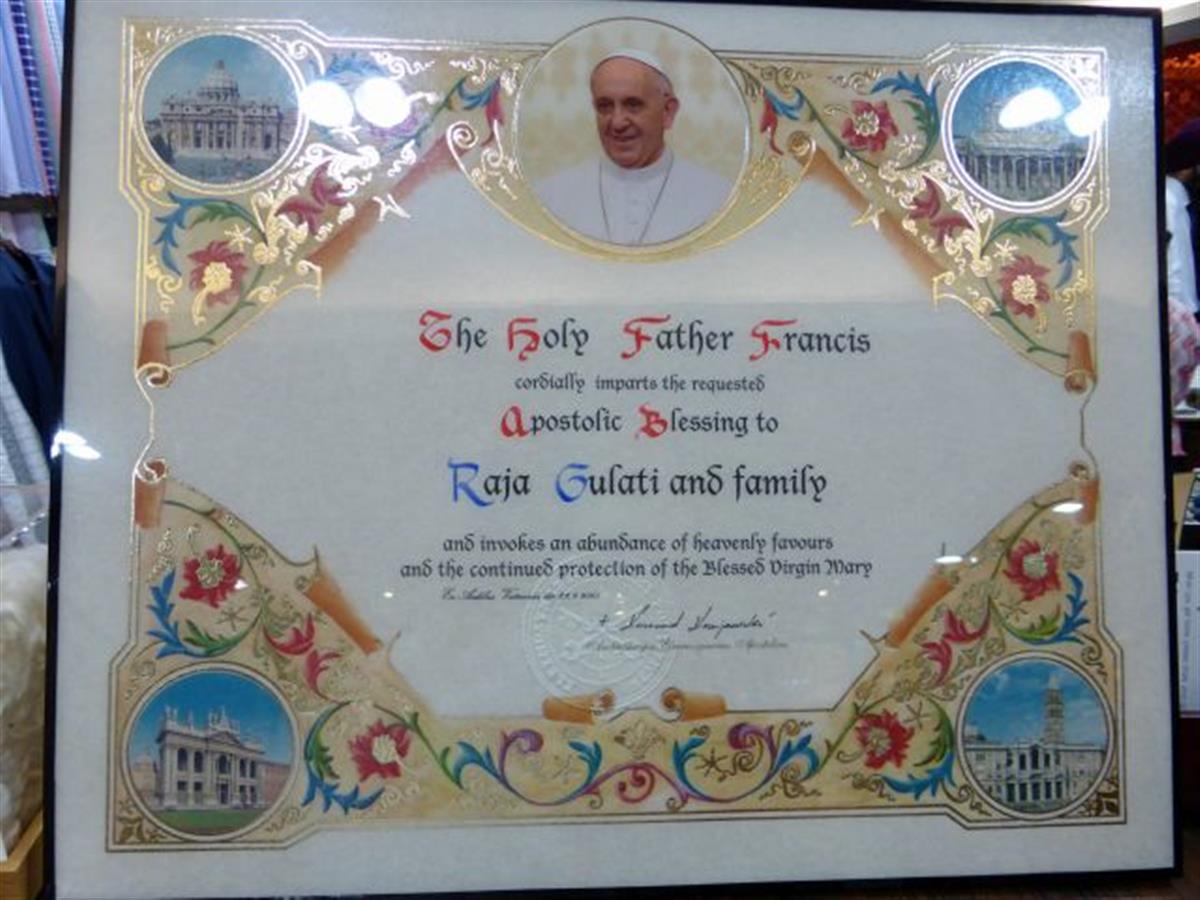 The Holy Father Francis
cordially imparts the requested
Apostolic Blessing to
Raja Gulati and family
and invokes an abundance of heavenly favours
and the continued protection of the Blessed Virgin Mary